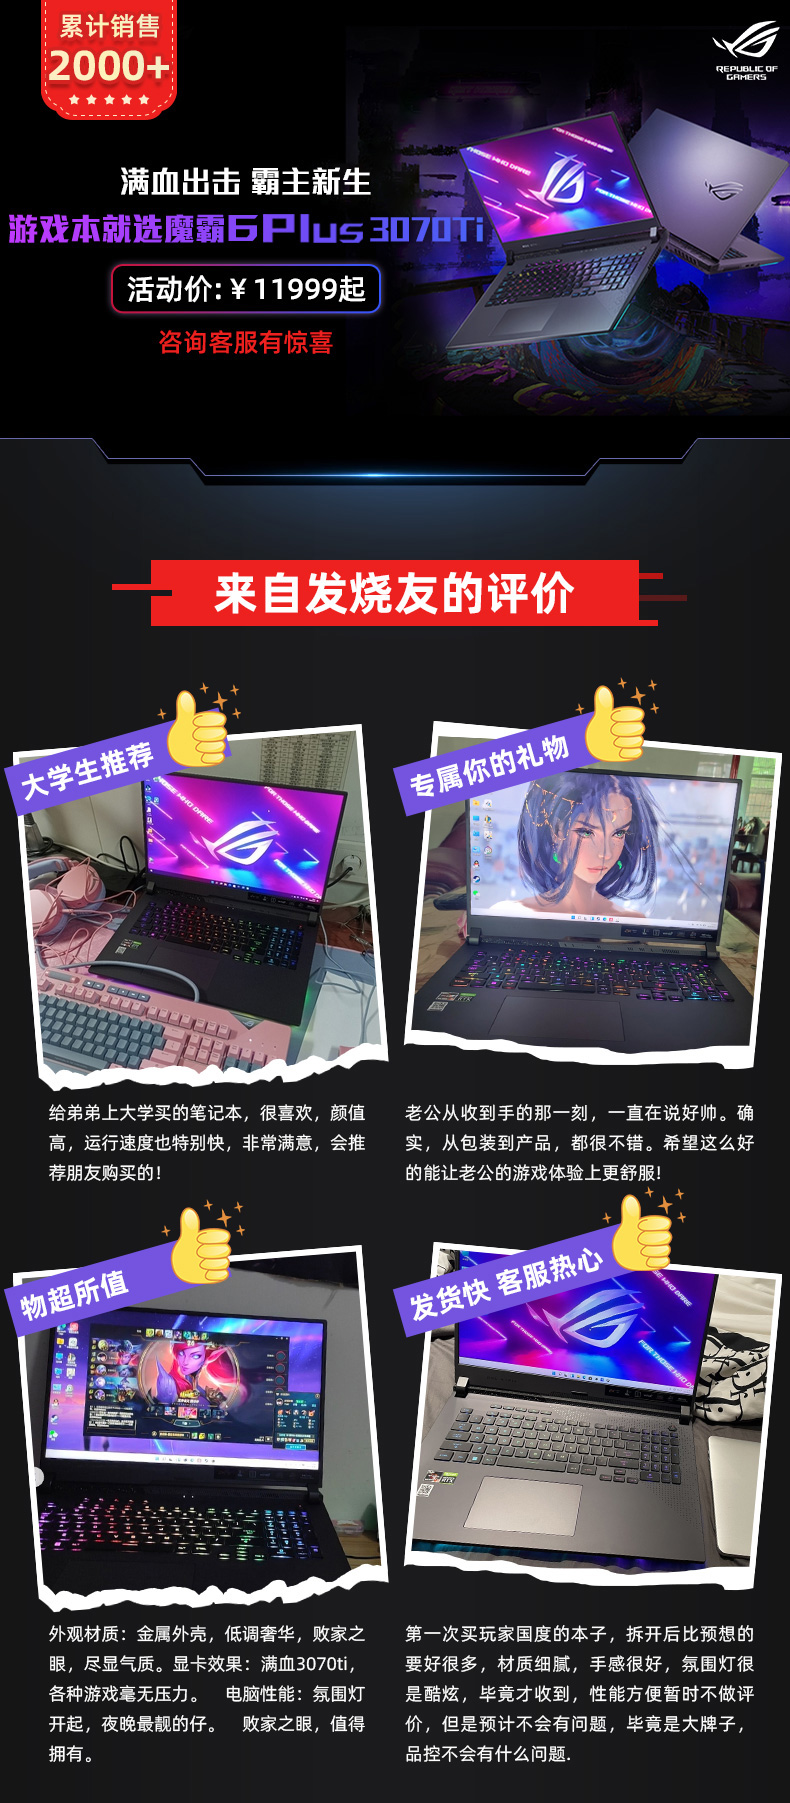 累计销售
2000+
REPUBLIC OF
GAMERS
满血出击 霸主新生
游戏本就选魔霸6Plus 3070Ti
活动价:￥11999起
咨询客服有惊喜
来自发烧友的评价
大学生推荐
专属你的礼物
给弟弟上大学买的笔记本，很喜欢，颜值
高，运行速度也特别快，非常满意，会推
荐朋友购买的！
老公从收到手的那一刻，一直在说好帅。确
实，从包装到产品，都很不错。希望这么好
的能让老公的游戏体验上更舒服!
物超所值
发货快 客服热心
外观材质：金属外壳，低调奢华，败家之
眼，尽显气质。显卡效果：满血3070ti，
各种游戏毫无压力。 电脑性能：氛围灯
开起，夜晚最靓的仔。 败家之眼，值得
拥有。
第一次买玩家国度的本子，拆开后比预想的
要好很多，材质细腻，手感很好，氛围灯很
是酷炫，毕竟才收到，性能方便暂时不做评
价，但是预计不会有问题，毕竟是大牌子，
品控不会有什么问题.